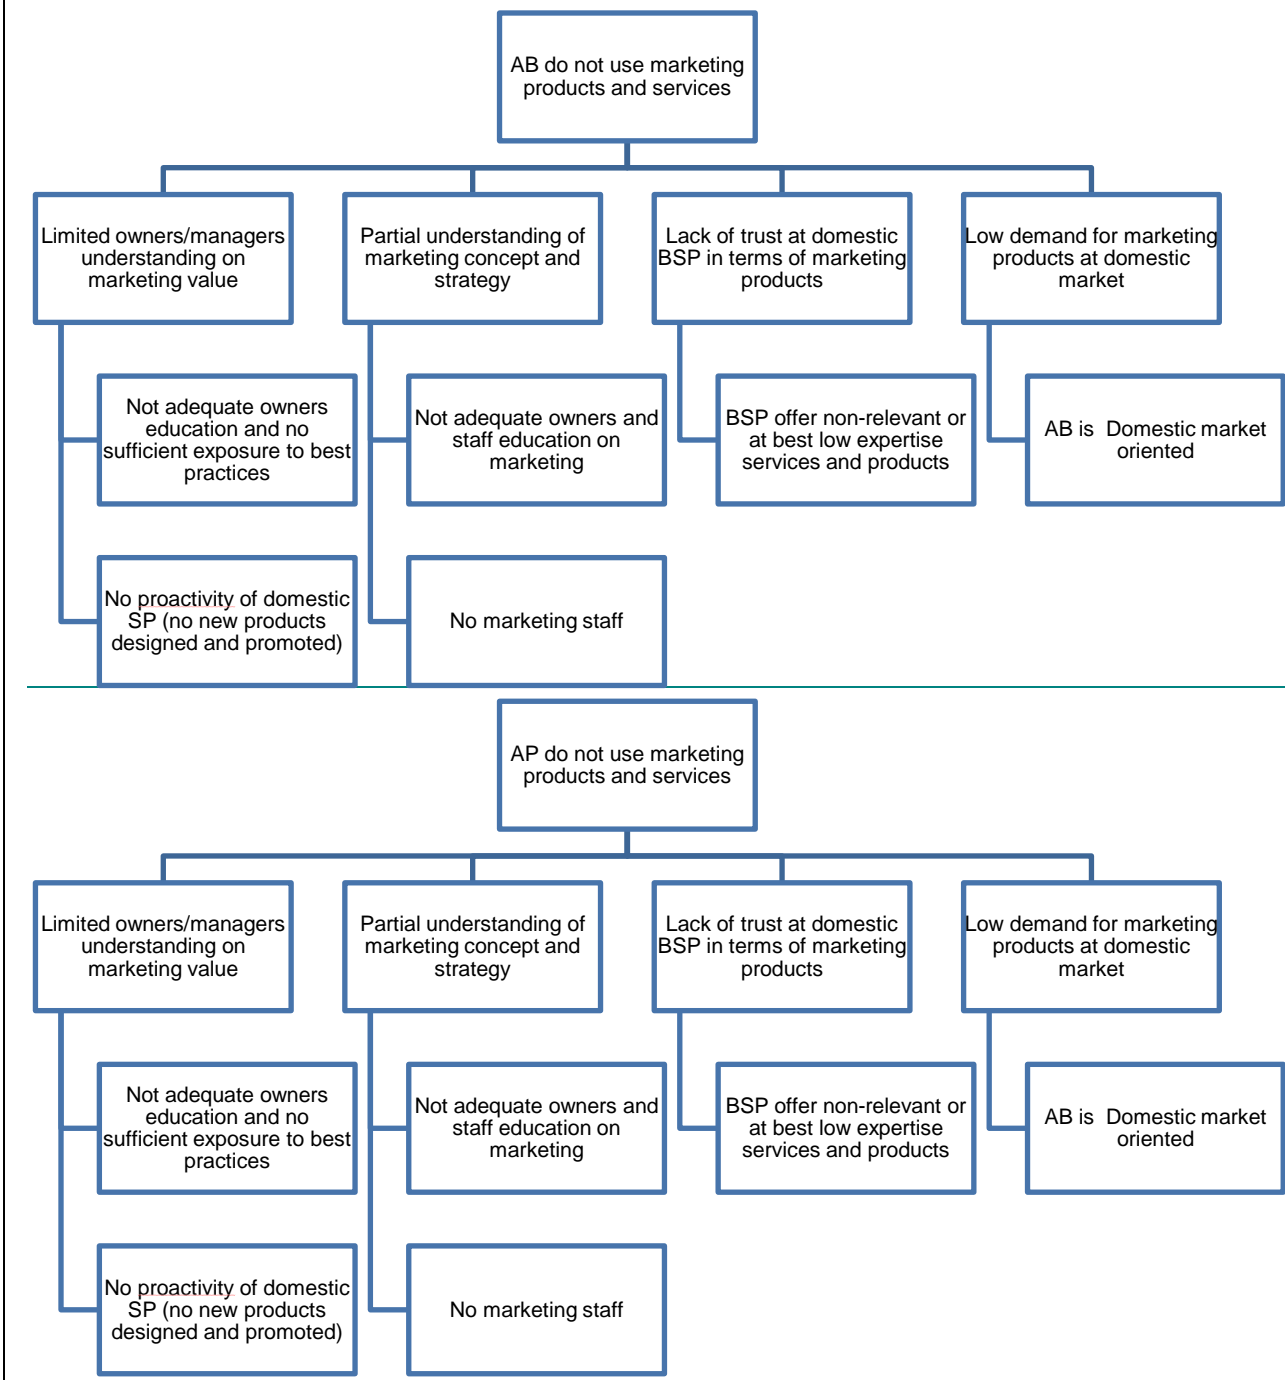 AB do not use marketing
products and services
Limited owners/managers
understanding on
marketing value
Partial understanding of
marketing concept and
strategy
Lack of trust at domestic
BSP in terms of marketing
products
Low demand for marketing
products at domestic
market
Not adequate owners
education and no
sufficient exposure to best
practices
Not adequate owners and
staff education on
marketing
BSP offer non-relevant or
at best low expertise
services and products
AB is  Domestic market
oriented
No proactivity of domestic
SP (no new products
designed and promoted)
No marketing staff
AP do not use marketing
products and services
Limited owners/managers
understanding on
marketing value
Partial understanding of
marketing concept and
strategy
Lack of trust at domestic
BSP in terms of marketing
products
Low demand for marketing
products at domestic
market
Not adequate owners
education and no
sufficient exposure to best
practices
Not adequate owners and
staff education on
marketing
BSP offer non-relevant or
at best low expertise
services and products
AB is  Domestic market
oriented
No proactivity of domestic
SP (no new products
designed and promoted)
No marketing staff